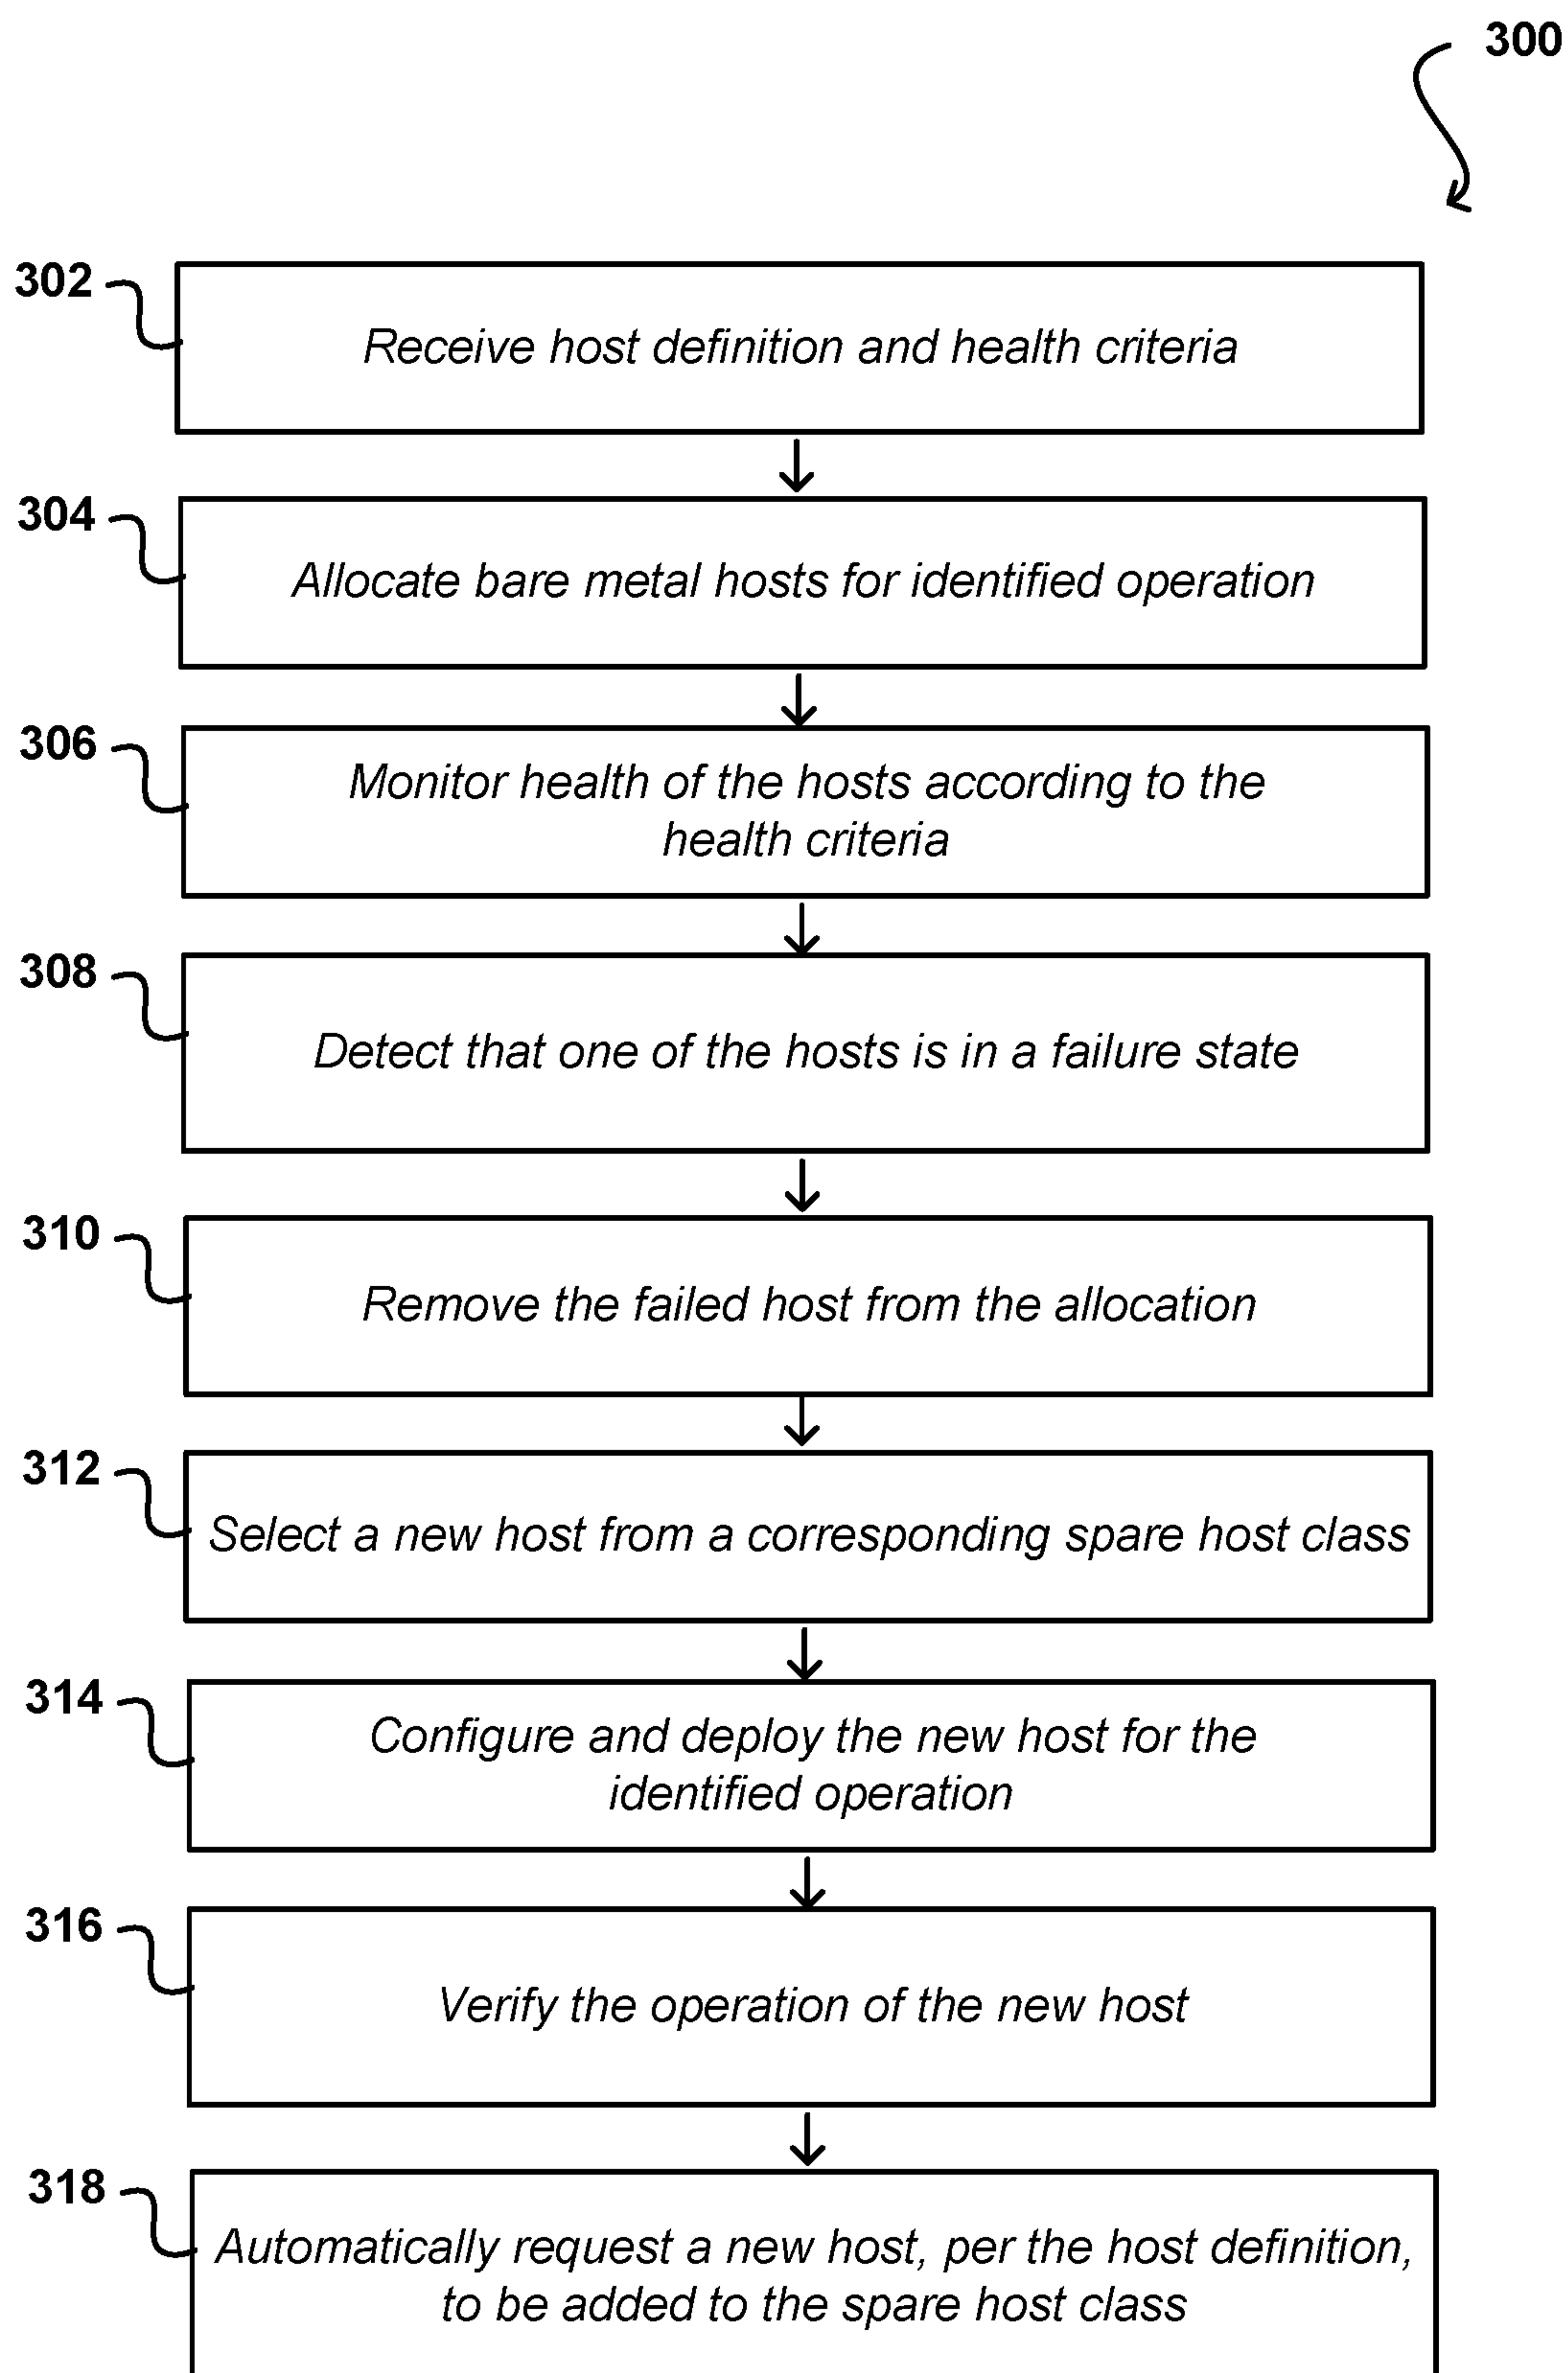 300
302
Receive host definition and health criteria
304
Allocate bare metal hosts for identified operation
306
Monitor health of the hosts according to the
health criteria
308
Detect that one of the hosts is in a failure state
310
Remove the failed host from the allocation
312
Select a new host from a corresponding spare host class
314
Configure and deploy the new host for the
identified operation
316
Verify the operation of the new host
318
Automatically request a new host, per the host definition,
to be added to the spare host class